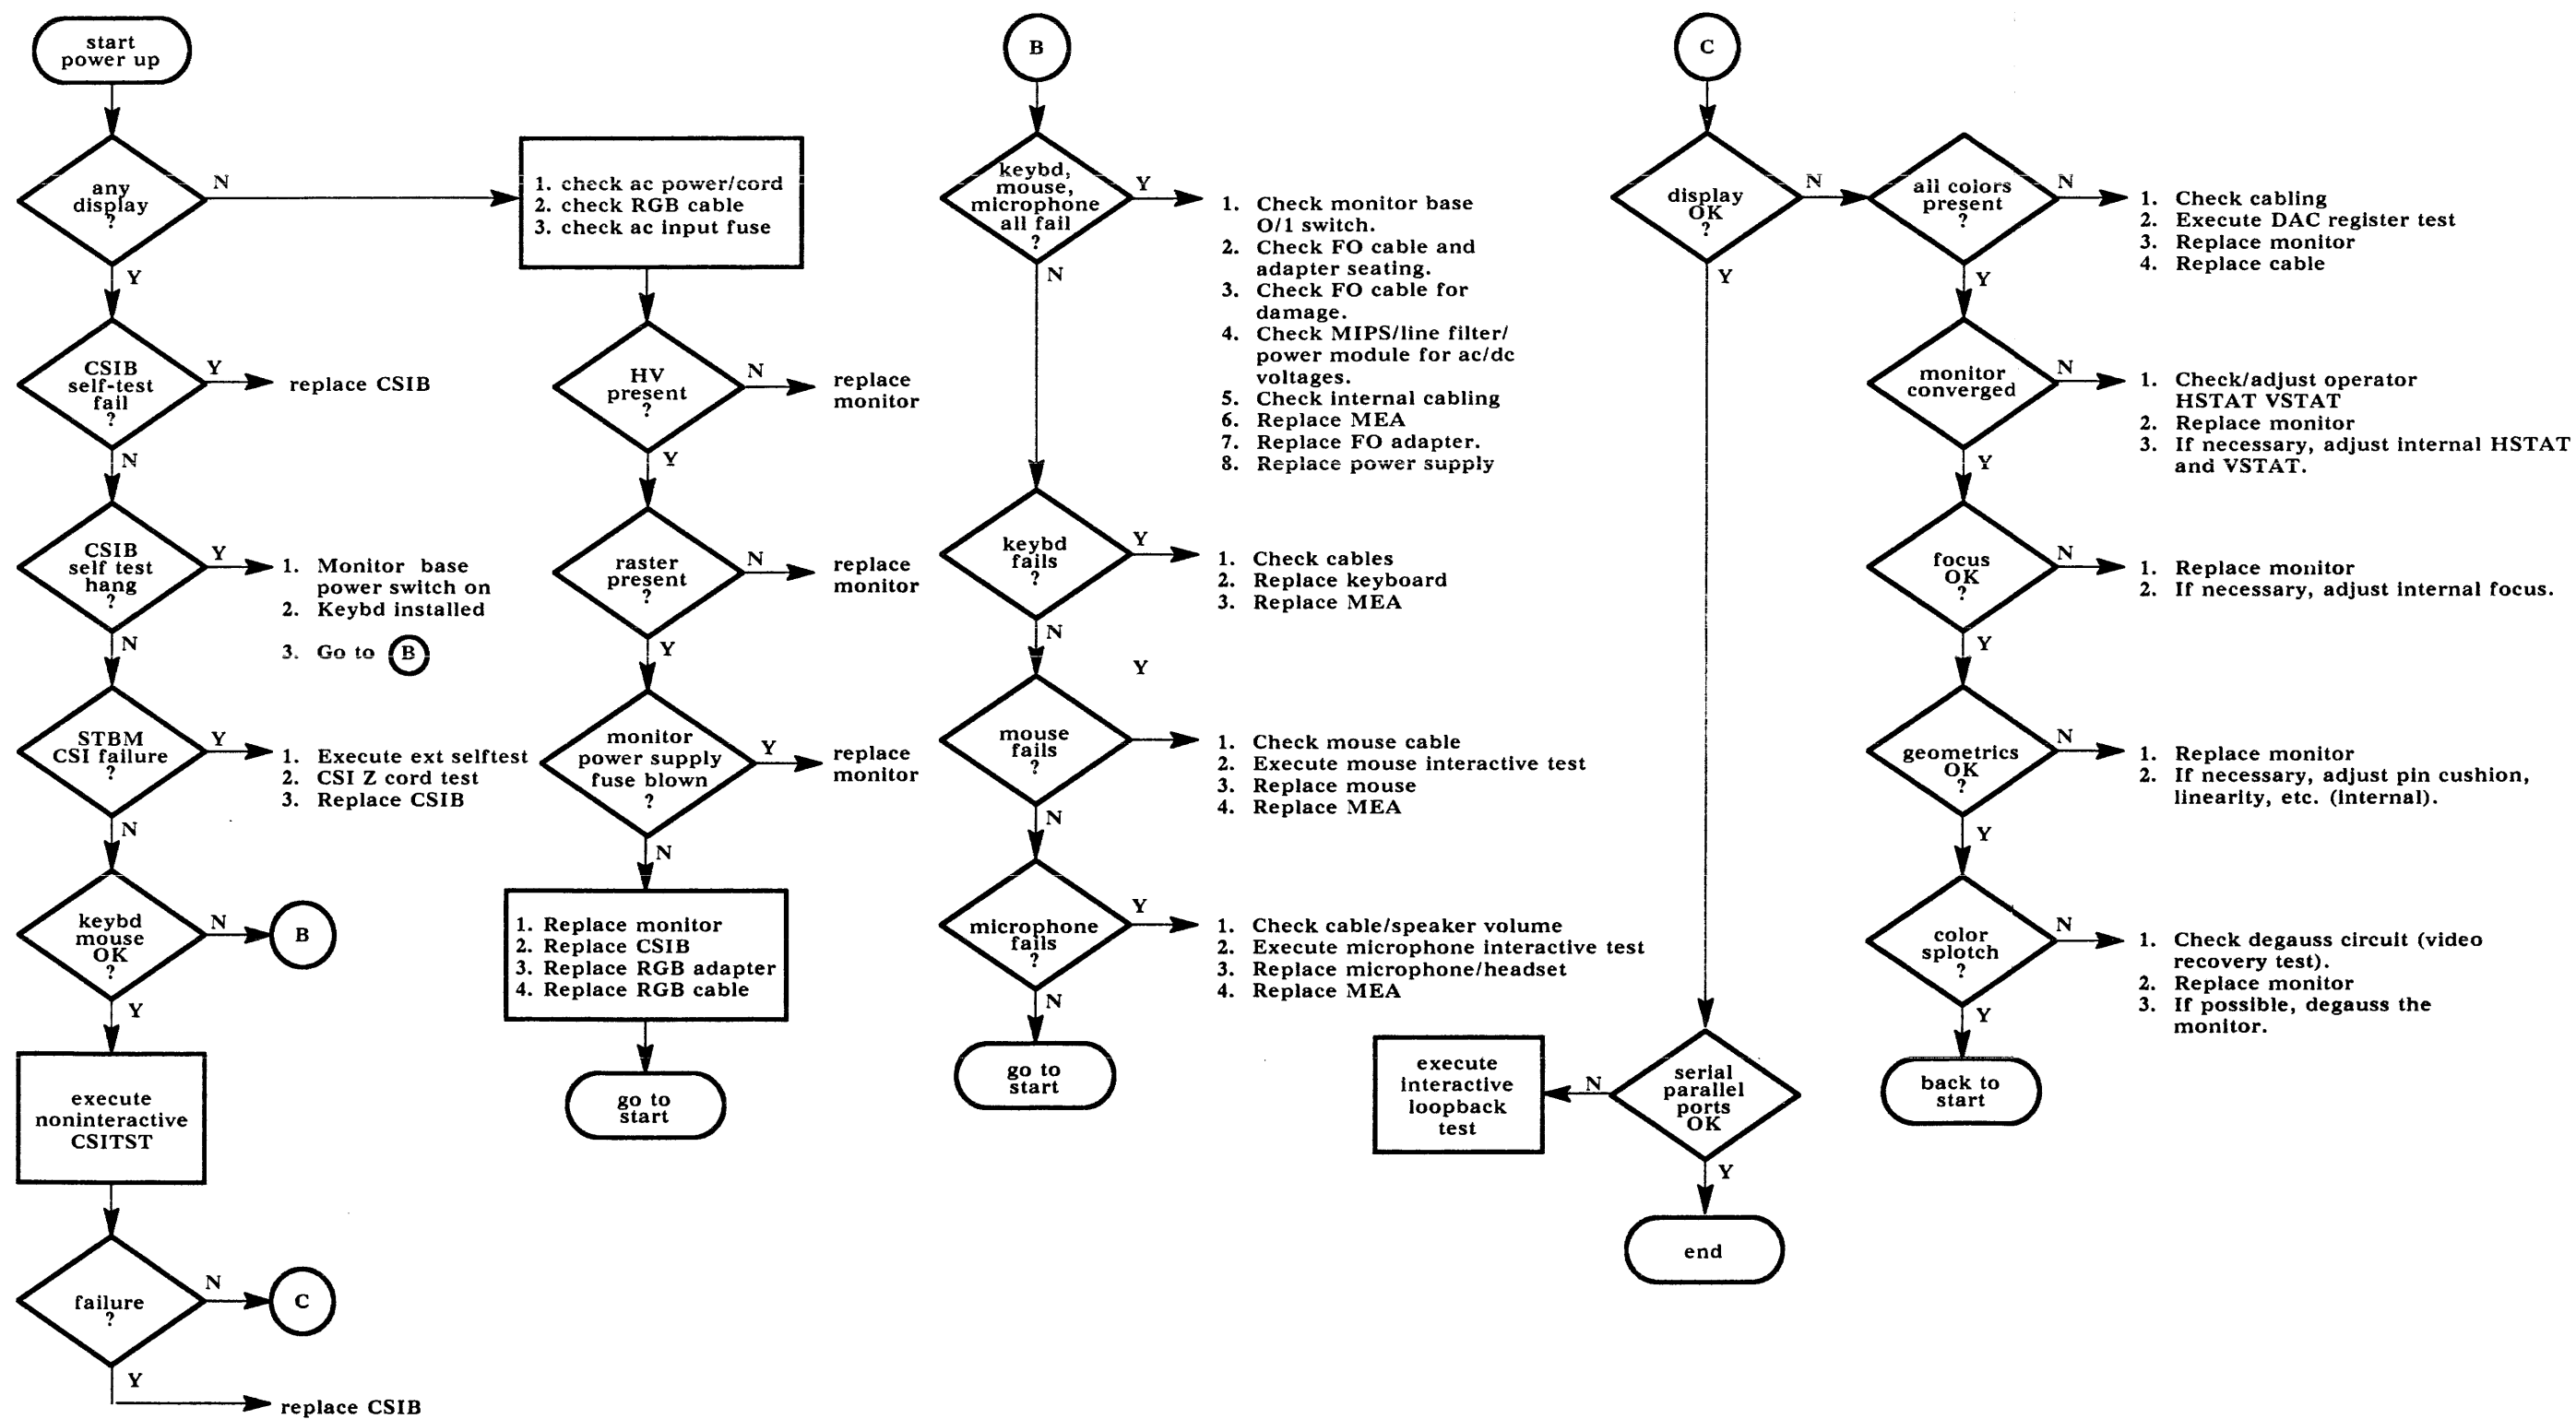 start
power up
any
display
?
N
Y
CSIB
self-test
fail
?
Y
replace CSIB
N
CSIB
self test
hang
?
Y
1. Monitor base
power switch on
2. Keybd installed
3. Go to B
N
STBM
CSI failure
?
Y
1. Execute ext selftest
2. CSI Z cord test
3. Replace CSIB
N
keybd
mouse
OK
?
N
B
Y
execute
noninteractive
CSITST
failure
?
N
C
Y
replace CSIB
1. check ac power/cord
2. check RGB cable
3. check ac input fuse
HV
present
?
N
replace
monitor
Y
raster
present
?
N
replace
monitor
Y
monitor
power supply
fuse blown
?
Y
replace
monitor
N
1. Replace monitor
2. Replace CSIB
3. Replace RGB adapter
4. Replace RGB cable
go to
start
B
keybd,
mouse,
microphone
all fail
?
Y
1. Check monitor base
O/1 switch.
2. Check FO cable and
adapter seating.
3. Check FO cable for
damage.
4. Check MIPS/line filter/
power module for ac/dc
voltages.
5. Check internal cabling
6. Replace MEA
7. Replace FO adapter.
8. Replace power supply
N
keybd
fails
?
Y
1. Check cables
2. Replace keyboard
3. Replace MEA
N
Y
mouse
fails
?
1. Check mouse cable
2. Execute mouse interactive test
3. Replace mouse
4. Replace MEA
N
microphone
fails
?
Y
1. Check cable/speaker volume
2. Execute microphone interactive test
3. Replace microphone/headset
4. Replace MEA
N
go to
start
C
display
OK
?
N
Y
serial
parallel
ports
OK
N
execute
interactive
loopback
test
Y
end
all colors
present
?
N
1. Check cabling
2. Execute DAC register test
3. Replace monitor
4. Replace cable
Y
monitor
converged
N
1. Check/adjust operator
HSTAT VSTAT
2. Replace monitor
3. If necessary, adjust internal HSTAT
and VSTAT.
Y
focus
OK
?
N
1. Replace monitor
2. If necessary, adjust internal focus.
Y
geometrics
OK
?
N
1. Replace monitor
2. If necessary, adjust pin cushion,
linearity, etc. (internal).
Y
color
splotch
?
N
1. Check degauss circuit (video
recovery test).
2. Replace monitor
3. If possible, degauss the
monitor.
Y
back to
start